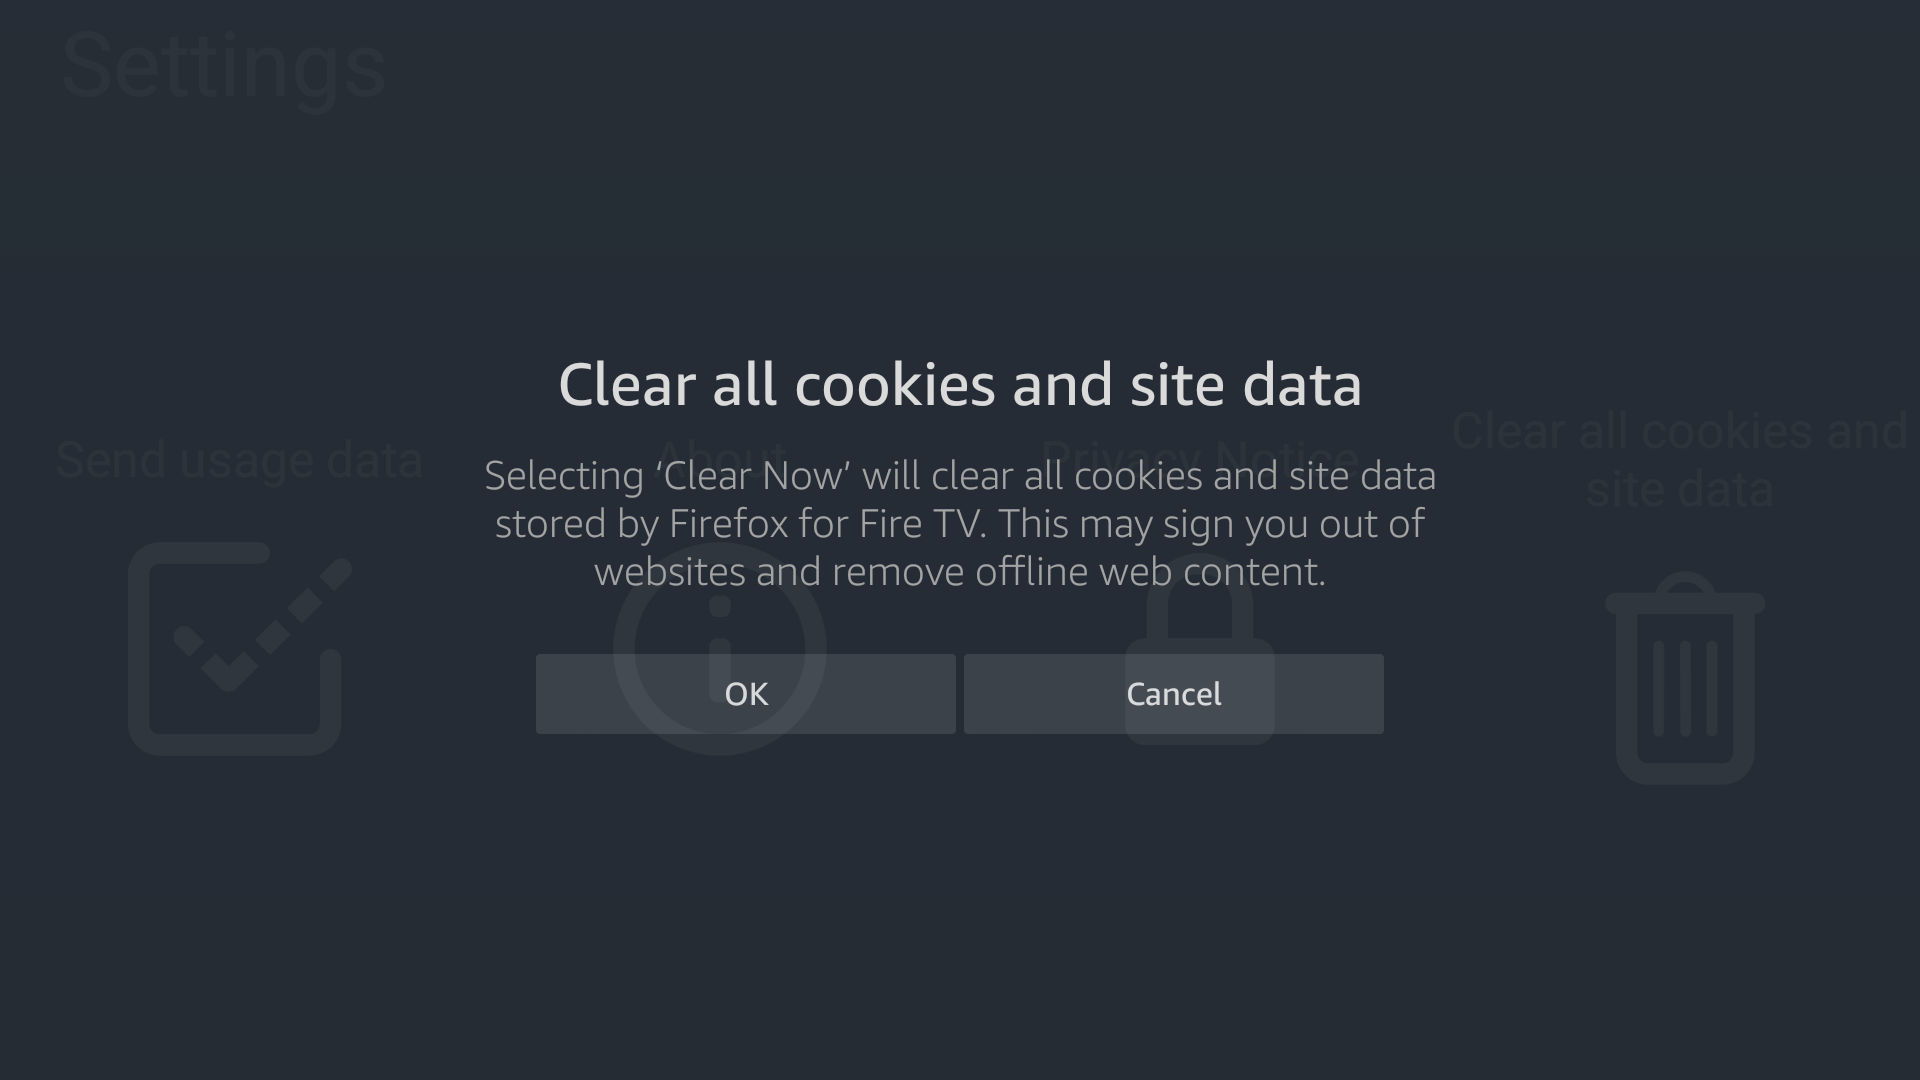 Settings
Clear all cookies and site data
Send usage data
About
Privacy Notice
Clear all cookies and
site data
Selecting ‘Clear Now’ will clear all cookies and site data
stored by Firefox for Fire TV. This may sign you out of
websites and remove offline web content.
OK
Cancel